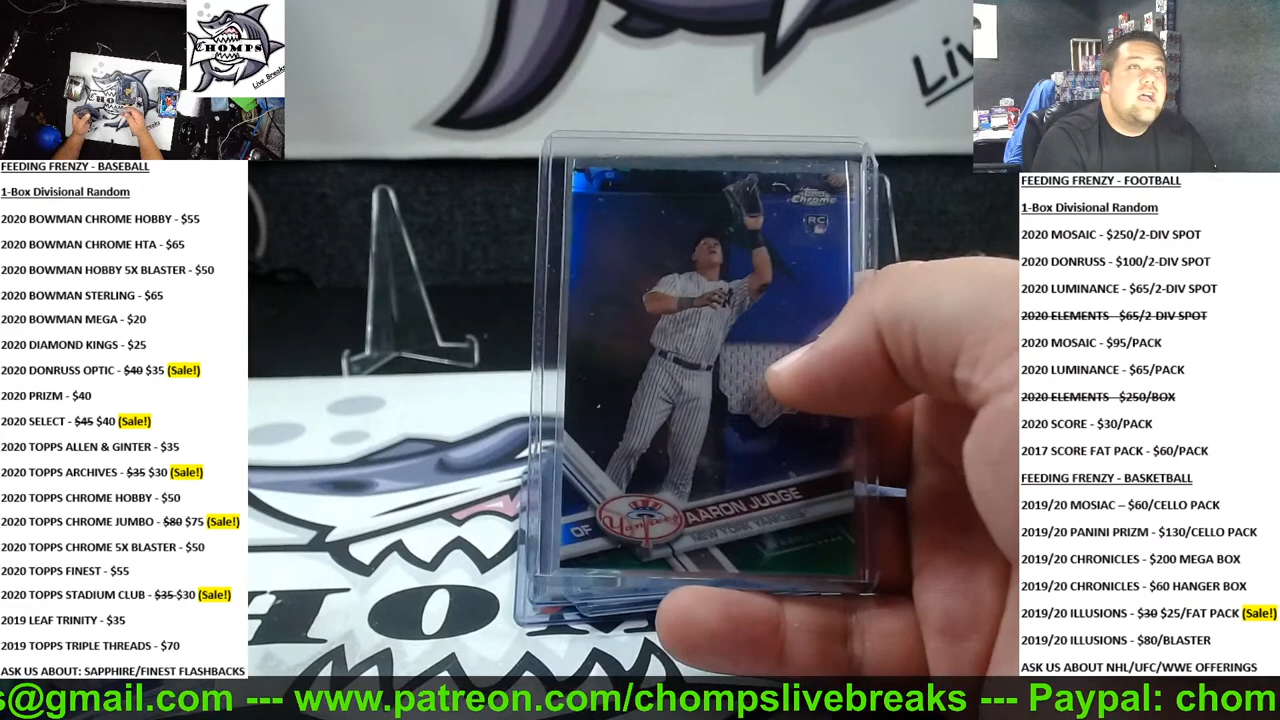 CHOMPS
Live Breaks
FEEDING FRENZY - BASEBALL
1-Box Divisional Random
2020 BOWMAN CHROME HOBBY - $55
2020 BOWMAN CHROME HTA - $65
2020 BOWMAN HOBBY 5X BLASTER - $50
2020 BOWMAN STERLING - $65
2020 BOWMAN MEGA - $20
2020 DIAMOND KINGS - $25
2020 DONRUSS OPTIC - $40 $35 (Sale!)
2020 PRIZM - $40
2020 SELECT - $45 $40 (Sale!)
2020 TOPPS ALLEN & GINTER - $35
2020 TOPPS ARCHIVES - $35 $30 (Sale!)
2020 TOPPS CHROME HOBBY - $50
2020 TOPPS CHROME JUMBO - $80 $75 (Sale!)
2020 TOPPS CHROME 5X BLASTER - $50
2020 TOPPS FINEST - $55
2020 TOPPS STADIUM CLUB - $35 $30 (Sale!)
2019 LEAF TRINITY - $35
2019 TOPPS TRIPLE THREADS - $70
ASK US ABOUT: SAPPHIRE/FINEST FLASHBACKS
Liv
Topps
Chrome
RC
OF
Yankees
AARON JUDGE
NEW YORK YANKEES
CHOM
FEEDING FRENZY - FOOTBALL
1-Box Divisional Random
2020 MOSAIC - $250/2-DIV SPOT
2020 DONRUSS - $100/2-DIV SPOT
2020 LUMINANCE - $65/2-DIV SPOT
2020 ELEMENTS - $65/2-DIV SPOT
2020 MOSAIC - $95/PACK
2020 LUMINANCE - $65/PACK
2020 ELEMENTS - $250/BOX
2020 SCORE - $30/PACK
2017 SCORE FAT PACK - $60/PACK
FEEDING FRENZY - BASKETBALL
2019/20 MOSIAC – $60/CELLO PACK
2019/20 PANINI PRIZM - $130/CELLO PACK
2019/20 CHRONICLES - $200 MEGA BOX
2019/20 CHRONICLES - $60 HANGER BOX
2019/20 ILLUSIONS - $30 $25/FAT PACK (Sale!)
2019/20 ILLUSIONS - $80/BLASTER
ASK US ABOUT NHL/UFC/WWE OFFERINGS
s@gmail.com --- www.patreon.com/chompslivebreaks --- Paypal: chom